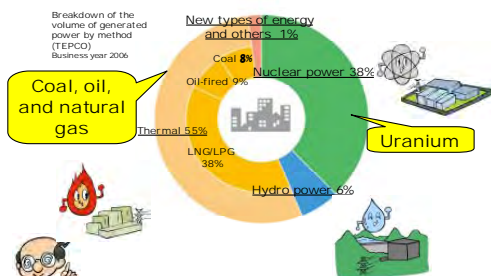 Breakdown of the
volume of generated
power by method
(TEPCO)
Business year 2006
New types of energy
and others 1%
Coal 8%
Oil-fired 9%
Nuclear power 38%
Coal, oil,
and natural
gas
Thermal 55%
LNG/LPG
38%
Uranium
Hydro power 6%